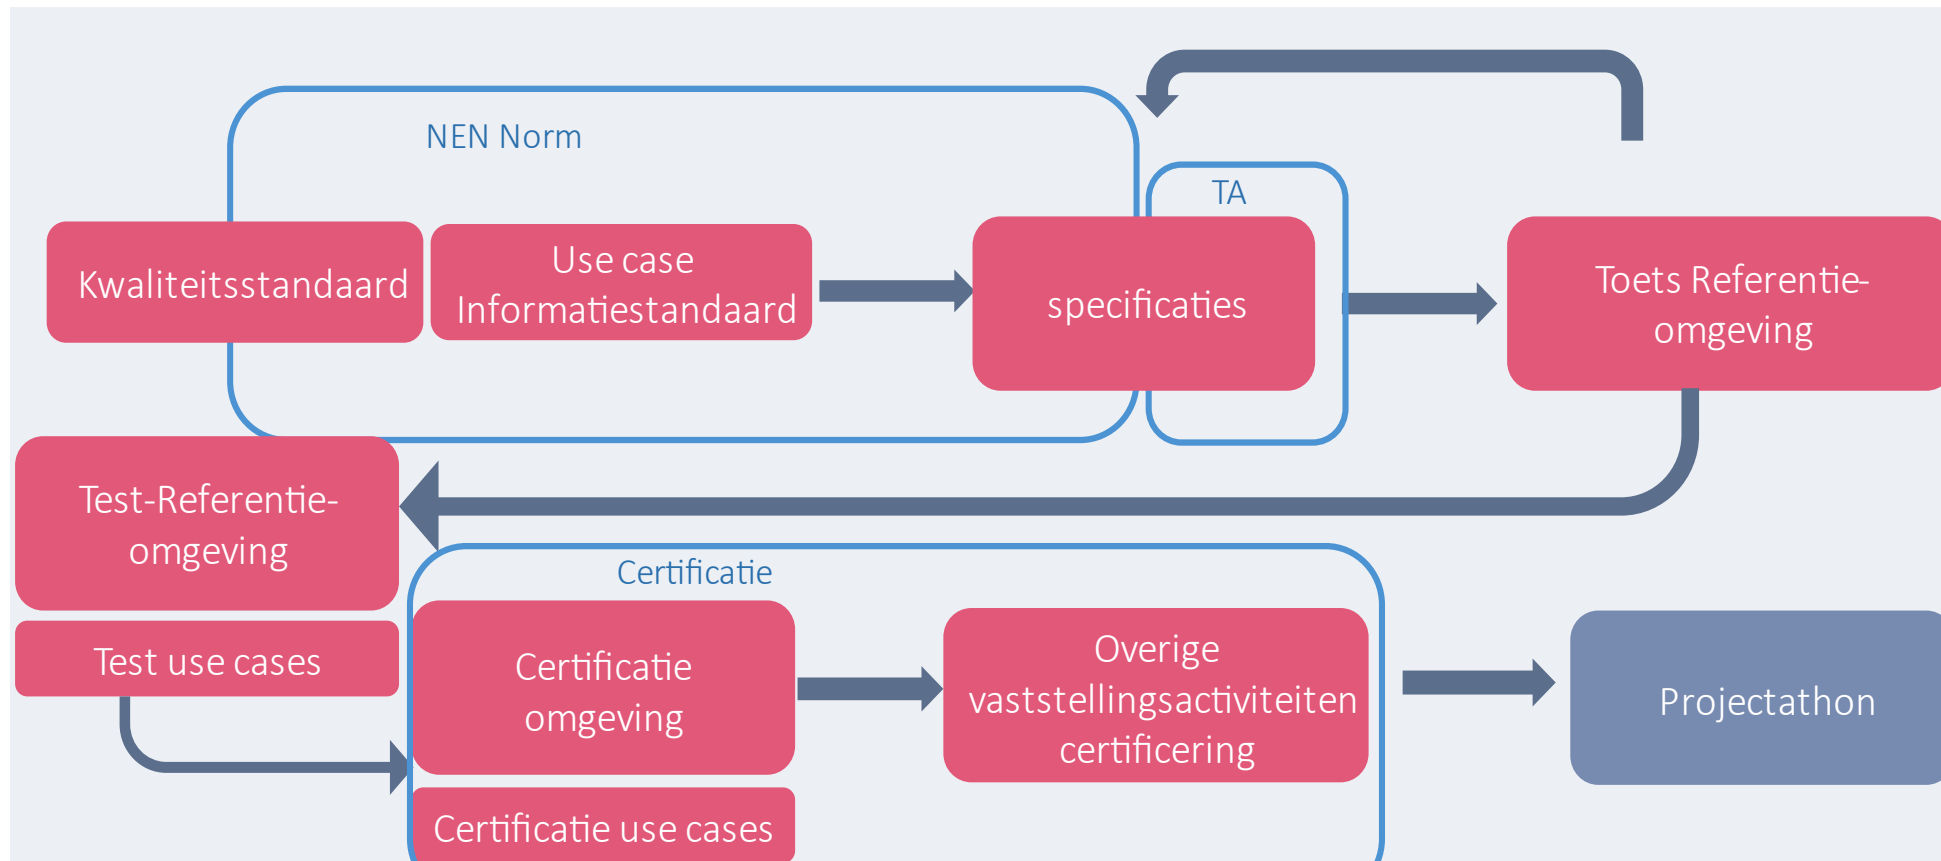 NEN Norm
TA
Kwaliteitsstandaard
Use case
Informatiestandaard
specificaties
Toets Referentie-
omgeving
Test-Referentie-
omgeving
Test use cases
Certificatie
Certificatie
omgeving
Certificatie use cases
Overige
vaststellingsactiviteiten
certificering
Projectathon